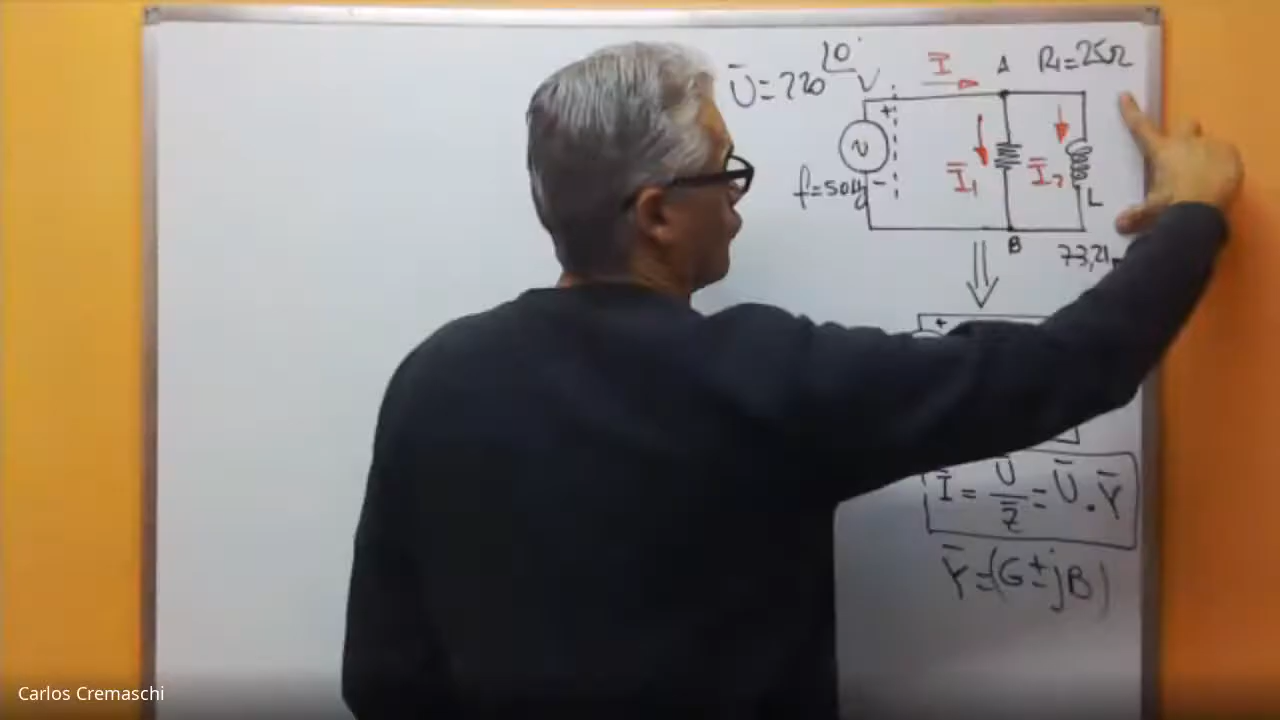 Ū = 220 ∠0° V
Ī
A
R₁=25Ω
+
~
f=50Hz
-
Ī₁
Ī₂
L
B
73,21
+
Ī = Ū/Z̄ = Ū . Ȳ
Ȳ=(G±jB)
Carlos Cremaschi